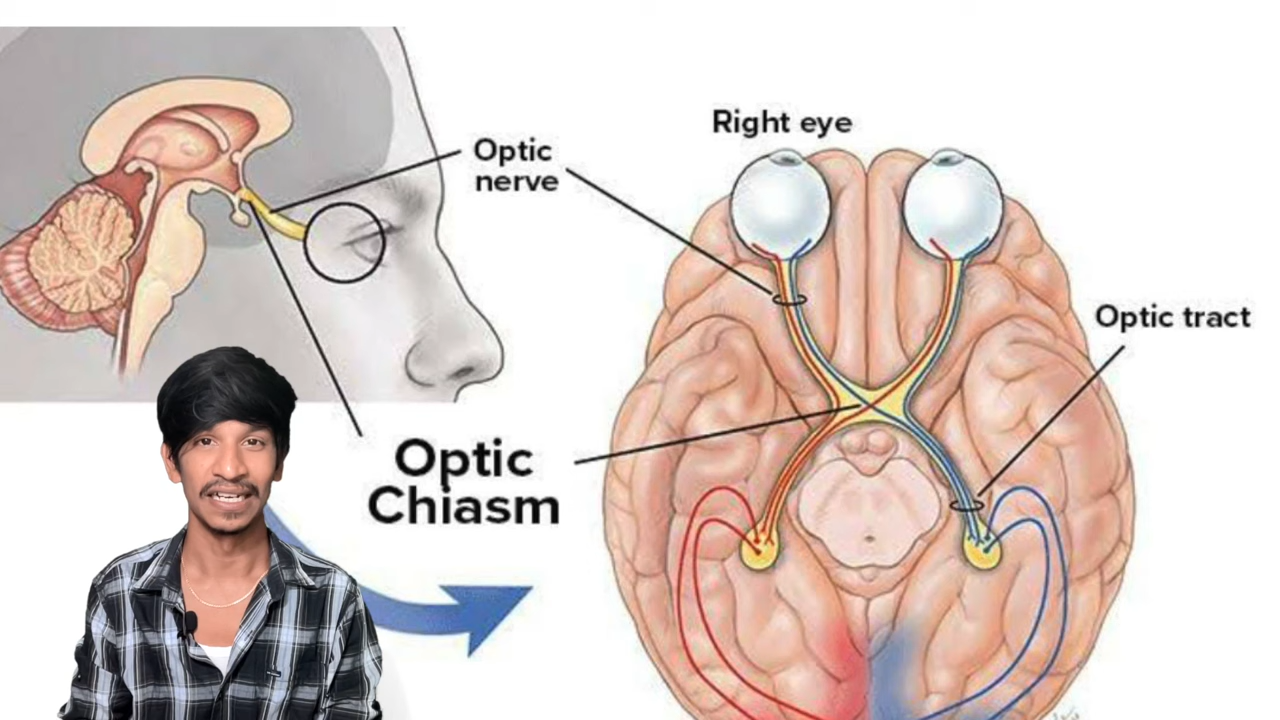 Right eye
Optic
nerve
Optic tract
Optic
Chiasm